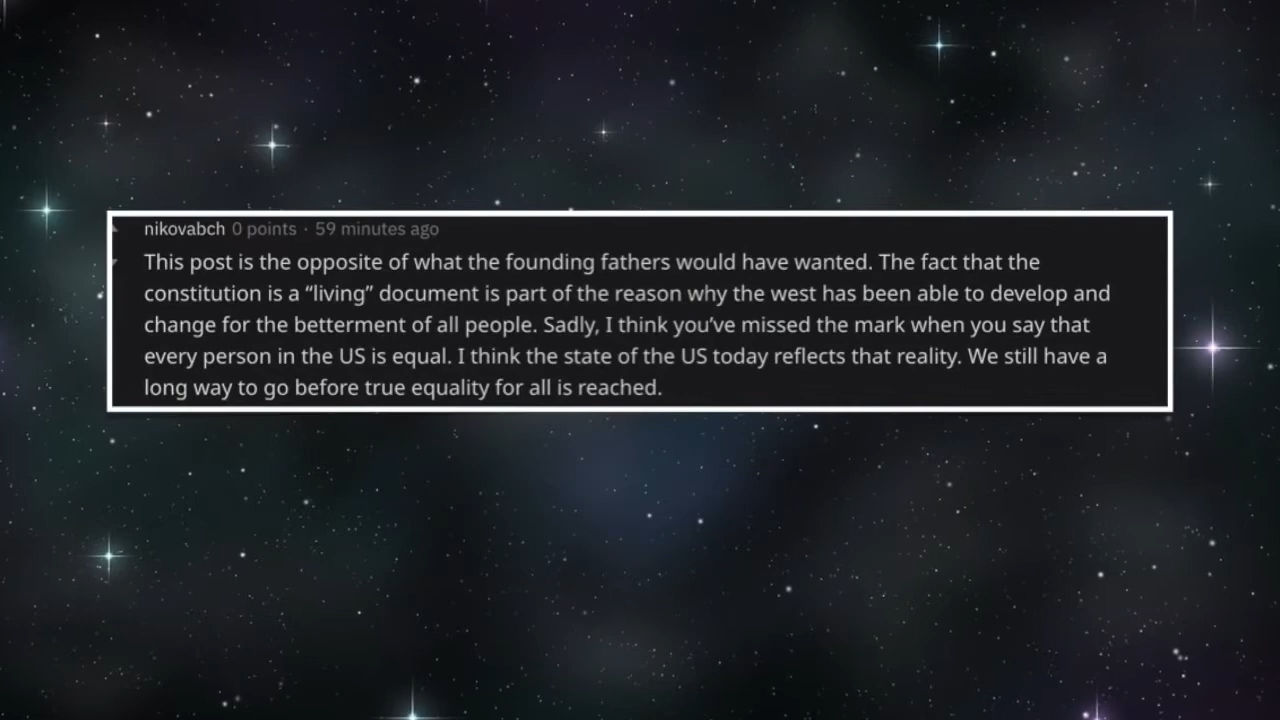 nikovabch 0 points · 59 minutes ago
This post is the opposite of what the founding fathers would have wanted. The fact that the
constitution is a “living” document is part of the reason why the west has been able to develop and
change for the betterment of all people. Sadly, I think you’ve missed the mark when you say that
every person in the US is equal. I think the state of the US today reflects that reality. We still have a
long way to go before true equality for all is reached.